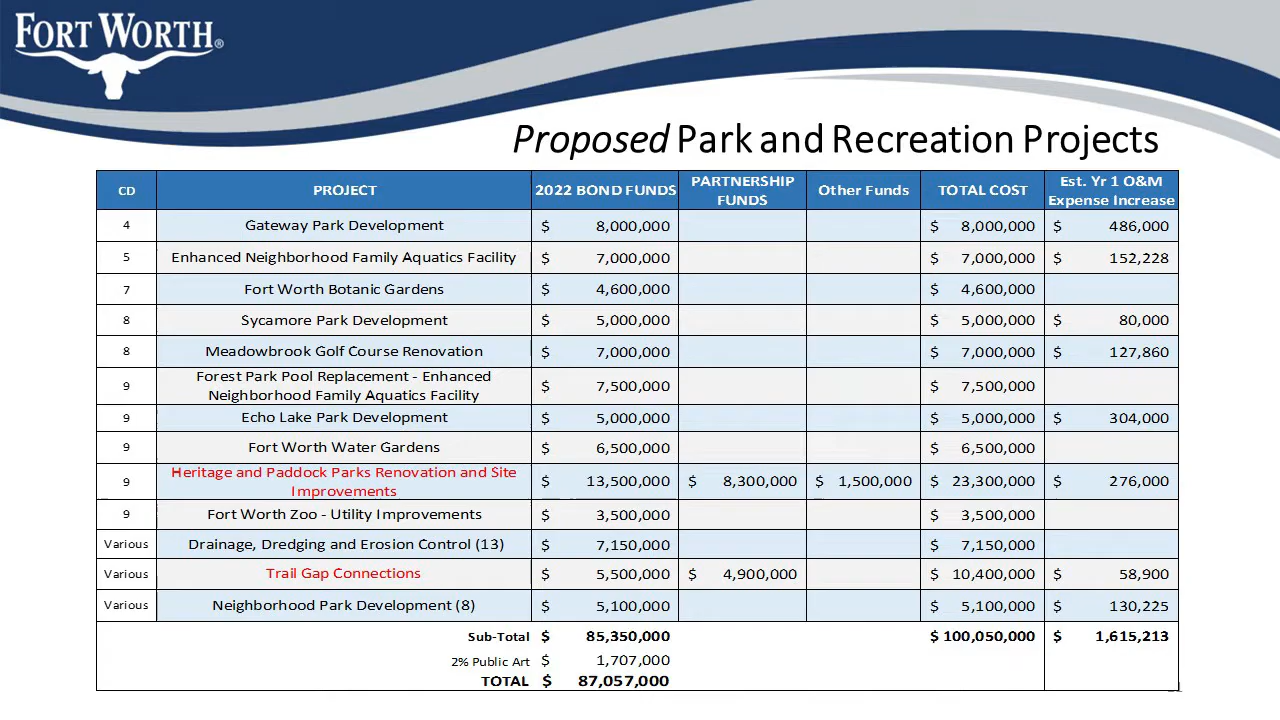 FORT WORTH®
Proposed Park and Recreation Projects
CD PROJECT 2022 BOND FUNDS PARTNERSHIP FUNDS Other Funds TOTAL COST Est. Yr 1 O&M Expense Increase
4 Gateway Park Development $ 8,000,000 $ 8,000,000 $ 486,000
5 Enhanced Neighborhood Family Aquatics Facility $ 7,000,000 $ 7,000,000 $ 152,228
7 Fort Worth Botanic Gardens $ 4,600,000 $ 4,600,000
8 Sycamore Park Development $ 5,000,000 $ 5,000,000 $ 80,000
8 Meadowbrook Golf Course Renovation $ 7,000,000 $ 7,000,000 $ 127,860
9 Forest Park Pool Replacement - Enhanced Neighborhood Family Aquatics Facility $ 7,500,000 $ 7,500,000
9 Echo Lake Park Development $ 5,000,000 $ 5,000,000 $ 304,000
9 Fort Worth Water Gardens $ 6,500,000 $ 6,500,000
9 Heritage and Paddock Parks Renovation and Site Improvements $ 13,500,000 $ 8,300,000 $ 1,500,000 $ 23,300,000 $ 276,000
9 Fort Worth Zoo - Utility Improvements $ 3,500,000 $ 3,500,000
Various Drainage, Dredging and Erosion Control (13) $ 7,150,000 $ 7,150,000
Various Trail Gap Connections $ 5,500,000 $ 4,900,000 $ 10,400,000 $ 58,900
Various Neighborhood Park Development (8) $ 5,100,000 $ 5,100,000 $ 130,225
Sub-Total $ 85,350,000 $ 100,050,000 $ 1,615,213
2% Public Art $ 1,707,000
TOTAL $ 87,057,000